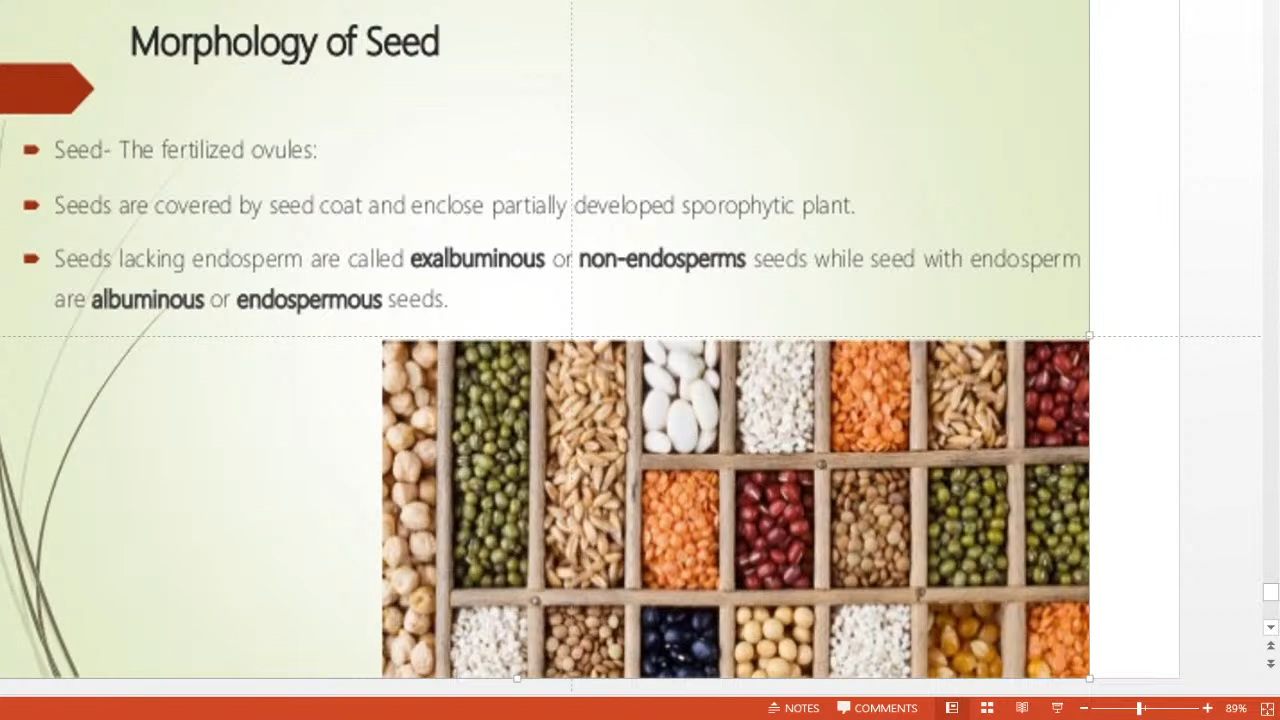 Morphology of Seed
Seed- The fertilized ovules:
Seeds are covered by seed coat and enclose partially developed sporophytic plant.
Seeds lacking endosperm are called exalbuminous or non-endosperms seeds while seed with endosperm
are albuminous or endospermous seeds.
NOTES COMMENTS 89%